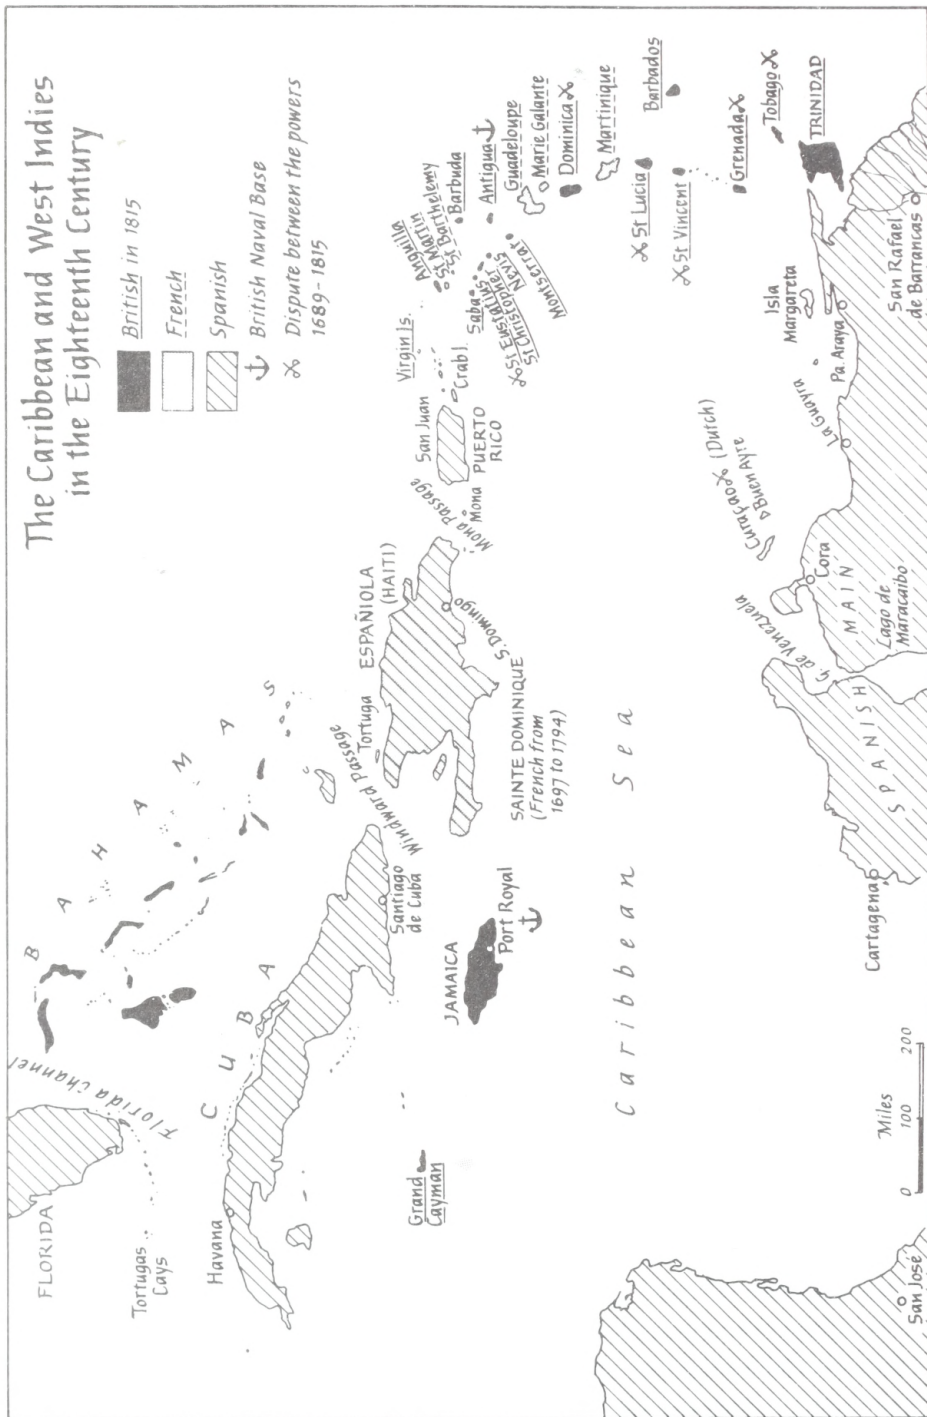 The Caribbean and West Indies
in the Eighteenth Century
British in 1815
French
Spanish
British Naval Base
Dispute between the powers
1689-1815
FLORIDA
Florida channel
Tortugas
Cays
BAHAMAS
Havana
CUBA
Santiago
de Cuba
Windward Passage
Tortuga
ESPAÑIOLA
(HAITI)
S. Domingo
SAINTE DOMINIQUE
(French from
1697 to 1794)
Mona Passage
Mona
San Juan
PUERTO
RICO
Virgin Is.
Crab I.
Anguilla
St Martin
St Barthelemy
Barbuda
Saba
St Eustatius
St Christopher
Nevis
Montserrat
Antigua
Guadeloupe
Marie Galante
Dominica
Martinique
St Lucia
Barbados
St Vincent
Grenada
Tobago
TRINIDAD
Grand
Cayman
JAMAICA
Port Royal
Caribbean Sea
Curaçao (Dutch)
Buen Ayre
Isla
Margareta
La Guayra
Pa. Araya
San Rafael
de Barrancas
G. de Venezuela
Cora
Lago de
Maracaibo
SPANISH MAIN
Cartagena
San José
Miles
0 100 200